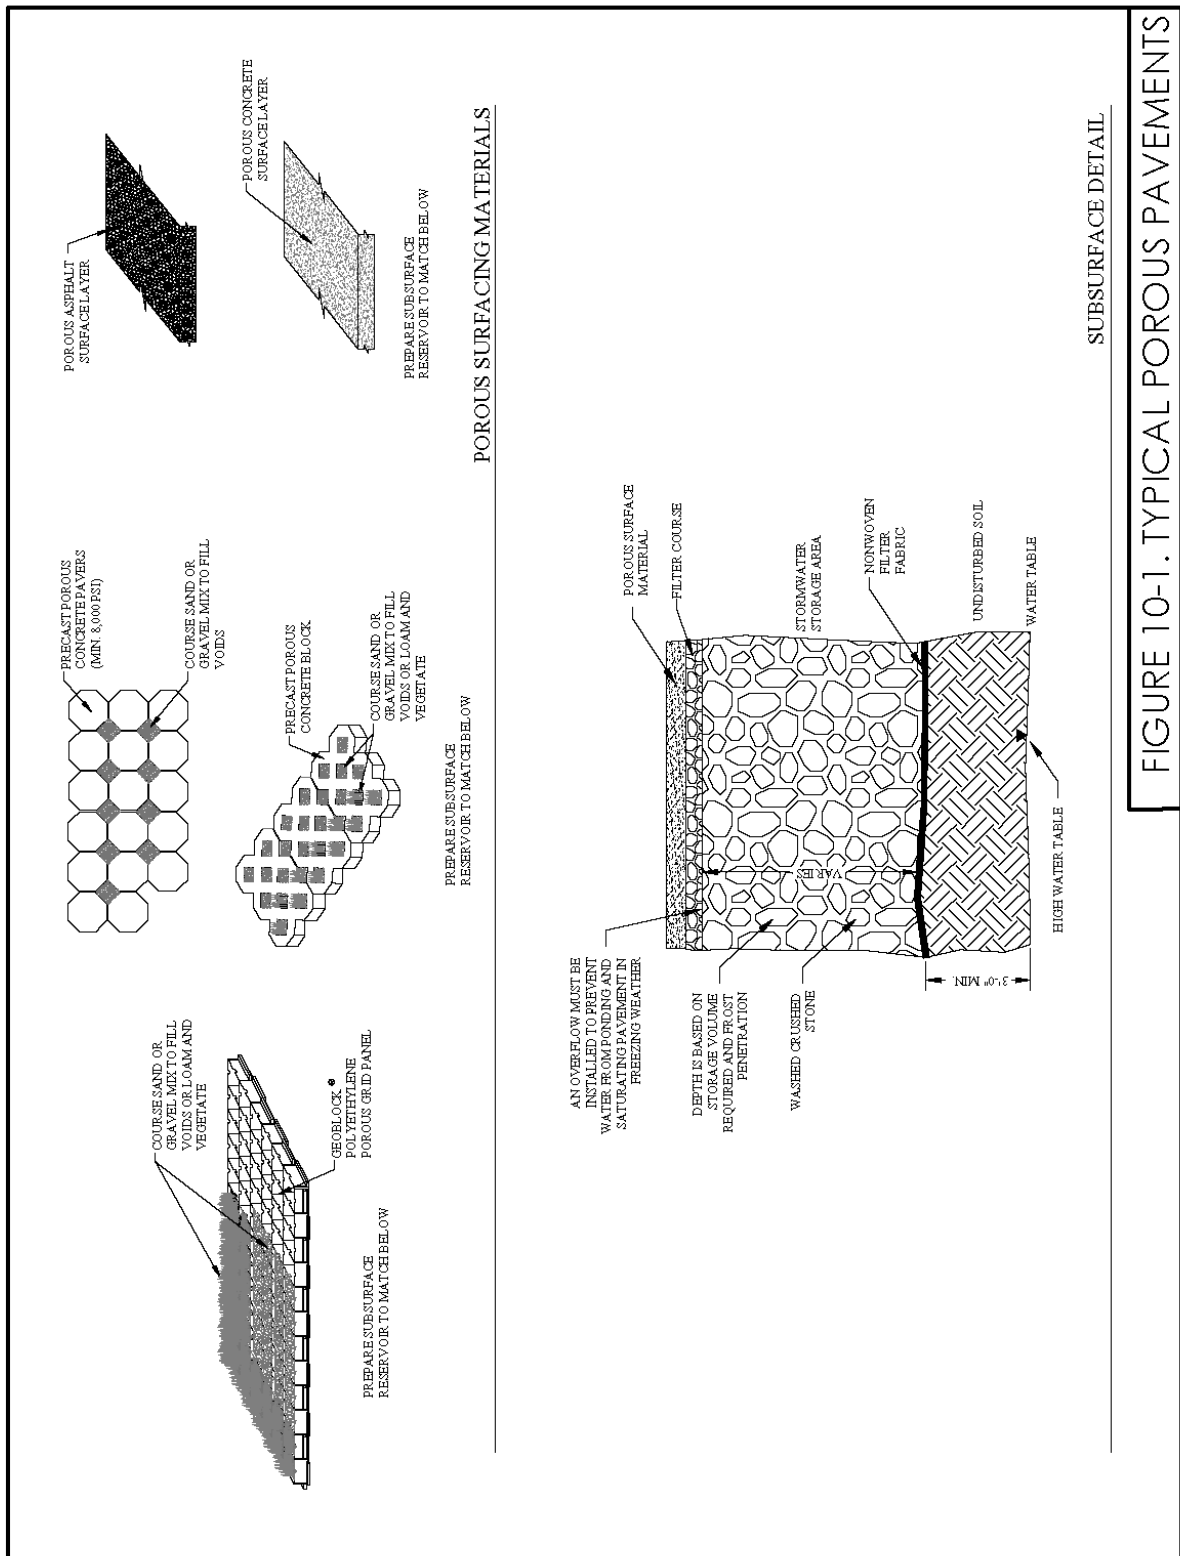 COURSE SAND OR
GRAVEL MIX TO FILL
VOIDS OR LOAM AND
VEGETATE
GEOBLOCK ®
POLYETHYLENE
POROUS GRID PANEL
PREPARE SUBSURFACE
RESERVOIR TO MATCH BELOW
PRECAST POROUS
CONCRETE PAVERS
(MIN. 8,000 PSI)
COURSE SAND OR
GRAVEL MIX TO FILL
VOIDS
PRECAST POROUS
CONCRETE BLOCK
COURSE SAND OR
GRAVEL MIX TO FILL
VOIDS OR LOAM AND
VEGETATE
PREPARE SUBSURFACE
RESERVOIR TO MATCH BELOW
POROUS ASPHALT
SURFACE LAYER
POROUS CONCRETE
SURFACE LAYER
PREPARE SUBSURFACE
RESERVOIR TO MATCH BELOW
POROUS SURFACING MATERIALS
AN OVERFLOW MUST BE
INSTALLED TO PREVENT
WATER FROM PONDING AND
SATURATING PAVEMENT IN
FREEZING WEATHER
DEPTH IS BASED ON
STORAGE VOLUME
REQUIRED AND FROST
PENETRATION
WASHED CRUSHED
STONE
VARIES
3'-0" MIN.
POROUS SURFACE
MATERIAL
FILTER COURSE
STORMWATER
STORAGE AREA
NONWOVEN
FILTER
FABRIC
UNDISTURBED SOIL
WATER TABLE
HIGH WATER TABLE
SUBSURFACE DETAIL
FIGURE 10-1. TYPICAL POROUS PAVEMENTS